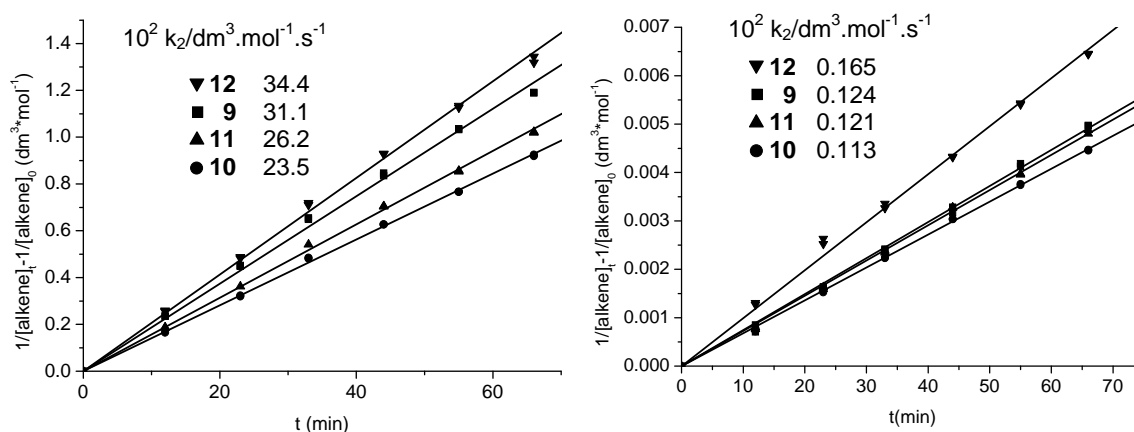 10² k₂/dm³.mol⁻¹.s⁻¹
▼ 12 34.4
■ 9 31.1
▲ 11 26.2
● 10 23.5
1/[alkene]ₜ-1/[alkene]₀ (dm³*mol⁻¹)
1.4
1.2
1.0
0.8
0.6
0.4
0.2
0.0
0 20 40 60
t (min)
10² k₂/dm³.mol⁻¹.s⁻¹
▼ 12 0.165
■ 9 0.124
▲ 11 0.121
● 10 0.113
1/[alkene]ₜ-1/[alkene]₀ (dm³*mol⁻¹)
0.007
0.006
0.005
0.004
0.003
0.002
0.001
0.000
0 10 20 30 40 50 60 70
t(min)